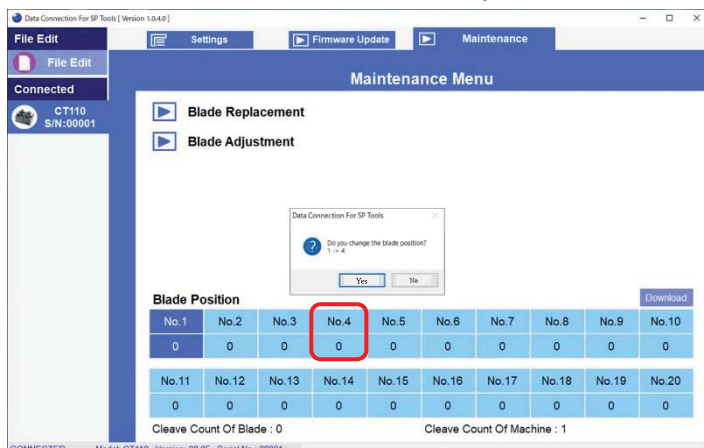 Data Connection For SP Tools [ Version 1.0.4.0 ]
File Edit
Settings
Firmware Update
Maintenance
File Edit
Connected
CT110
S/N:00001
Maintenance Menu
Blade Replacement
Blade Adjustment
Data Connection For SP Tools
Do you change the blade position?
1 -> 4
Yes No
Blade Position
Download
No.1 No.2 No.3 No.4 No.5 No.6 No.7 No.8 No.9 No.10
0 0 0 0 0 0 0 0 0 0
No.11 No.12 No.13 No.14 No.15 No.16 No.17 No.18 No.19 No.20
0 0 0 0 0 0 0 0 0 0
Cleave Count Of Blade : 0 Cleave Count Of Machine : 1